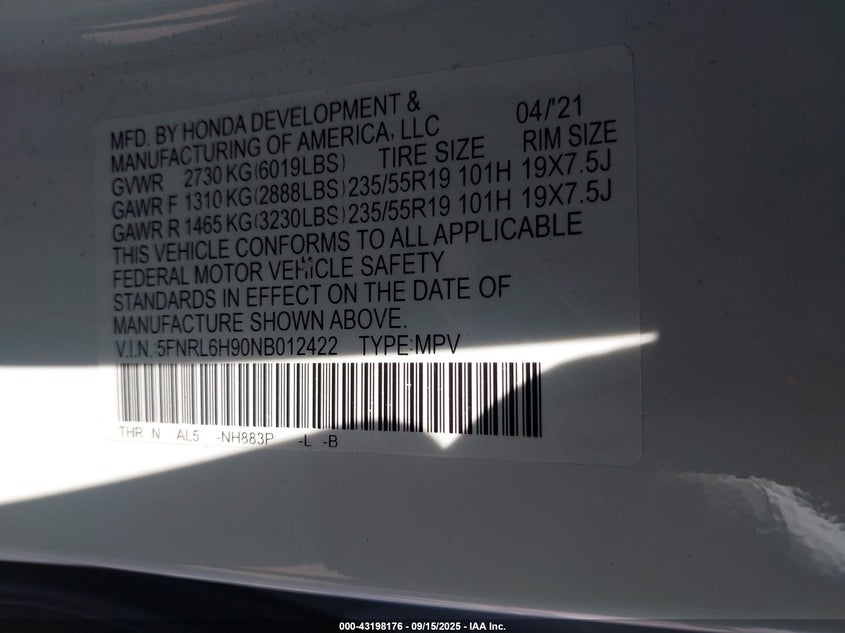 MFD. BY HONDA DEVELOPMENT & 04/'21
MANUFACTURING OF AMERICA, LLC
GVWR 2730 KG(6019LBS) TIRE SIZE RIM SIZE
GAWR F 1310 KG(2888LBS) 235/55R19 101H 19X7.5J
GAWR R 1465 KG(3230LBS) 235/55R19 101H 19X7.5J
THIS VEHICLE CONFORMS TO ALL APPLICABLE
FEDERAL MOTOR VEHICLE SAFETY
STANDARDS IN EFFECT ON THE DATE OF
MANUFACTURE SHOWN ABOVE.
V.I.N.:5FNRL6H90NB012422 TYPE:MPV
THR N AL5 -NH883P -L -B
000-43198176 - 09/15/2025 - IAA Inc.